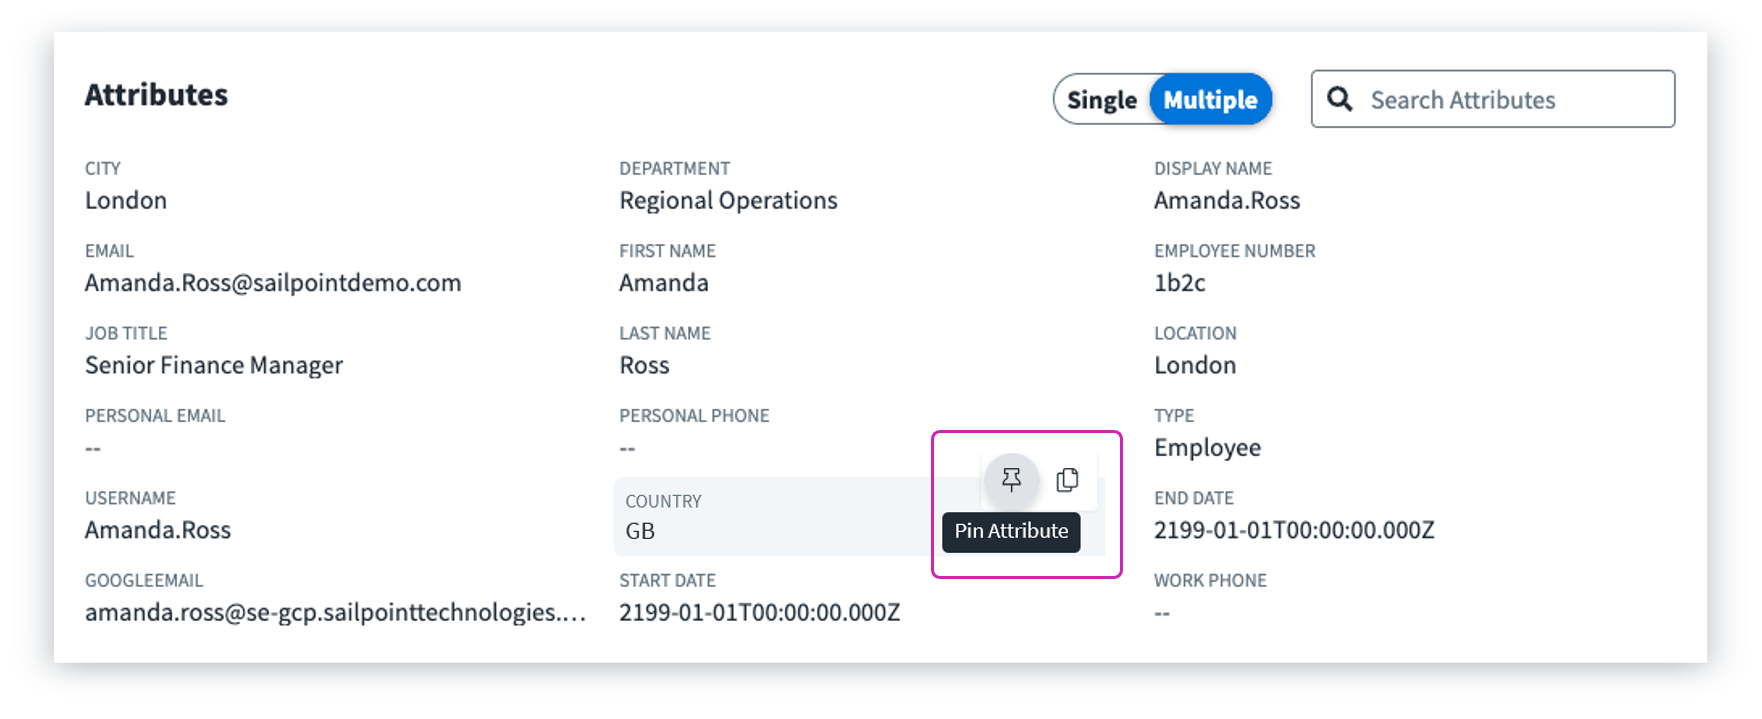 Attributes
Single Multiple
Search Attributes
CITY
London
DEPARTMENT
Regional Operations
DISPLAY NAME
Amanda.Ross
EMAIL
Amanda.Ross@sailpointdemo.com
FIRST NAME
Amanda
EMPLOYEE NUMBER
1b2c
JOB TITLE
Senior Finance Manager
LAST NAME
Ross
LOCATION
London
PERSONAL EMAIL
--
PERSONAL PHONE
--
TYPE
Employee
USERNAME
Amanda.Ross
COUNTRY
GB
Pin Attribute
END DATE
2199-01-01T00:00:00.000Z
GOOGLEEMAIL
amanda.ross@se-gcp.sailpointtechnologies....
START DATE
2199-01-01T00:00:00.000Z
WORK PHONE
--